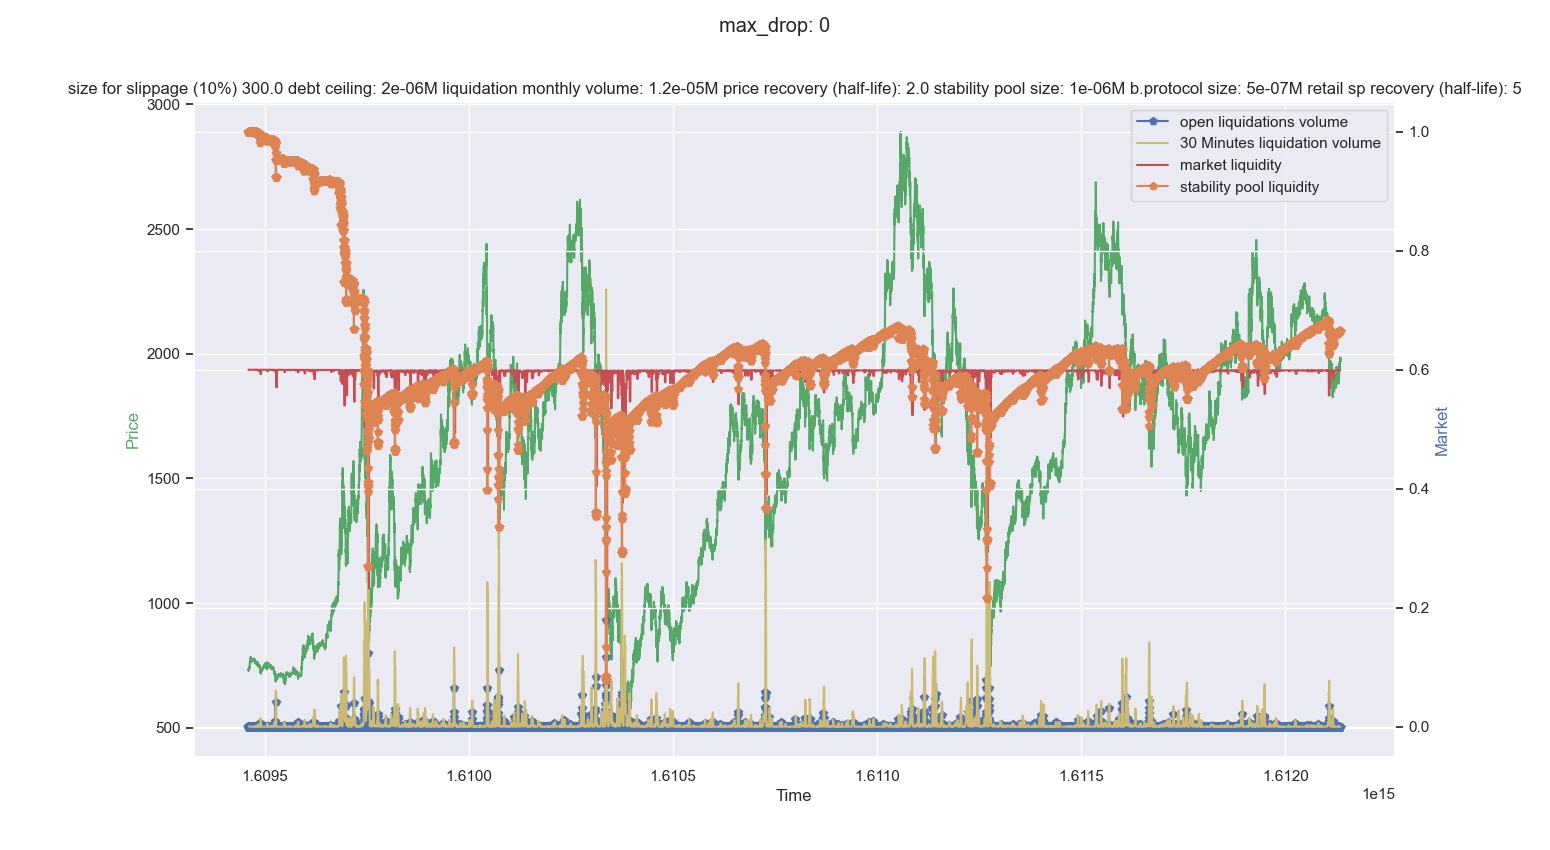 max_drop: 0
size for slippage (10%) 300.0 debt ceiling: 2e-06M liquidation monthly volume: 1.2e-05M price recovery (half-life): 2.0 stability pool size: 1e-06M b.protocol size: 5e-07M retail sp recovery (half-life): 5
open liquidations volume
30 Minutes liquidation volume
market liquidity
stability pool liquidity
3000
2500
2000
1500
1000
500
Price
1.0
0.8
0.6
0.4
0.2
0.0
Market
1.6095 1.6100 1.6105 1.6110 1.6115 1.6120
Time
1e15